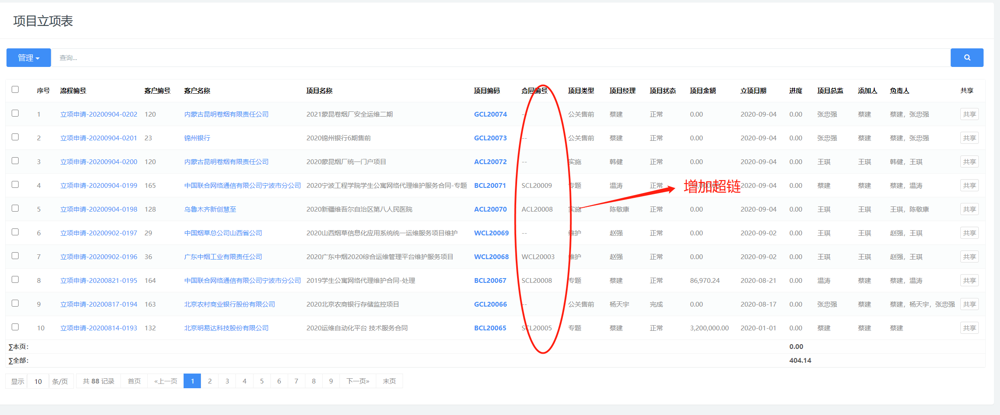 项目立项表
管理 查询...
序号 流程编号 客户编号 客户名称 项目名称 项目编码 合同编号 项目类型 项目经理 项目状态 项目金额 立项日期 进度 项目总监 添加人 负责人 共享
1 立项申请-20200904-0202 120 内蒙古昆明卷烟有限责任公司 2021蒙昆卷烟厂安全运维二期 GCL20074 -- 公关售前 蔡建 正常 0.00 2020-09-04 0.00 张忠强 蔡建 蔡建，张忠强 共享
2 立项申请-20200904-0201 23 锦州银行 2020锦州银行6期售前 GCL20073 -- 公关售前 蔡建 正常 0.00 2020-09-04 0.00 张忠强 蔡建 蔡建，张忠强 共享
3 立项申请-20200904-0200 120 内蒙古昆明卷烟有限责任公司 2020蒙昆烟厂统一门户项目 ACL20072 -- 实施 韩健 正常 0.00 2020-09-04 0.00 王琪 王琪 韩健，王琪 共享
4 立项申请-20200904-0199 165 中国联合网络通信有限公司宁波市分公司 2020宁波工程学院学生公寓网络代理维护服务合同-专题 BCL20071 SCL20009 专题 温涛 正常 2020-09-04 0.00 蔡建 蔡建 蔡建，温涛 共享
增加超链
5 立项申请-20200904-0198 128 乌鲁木齐新创慧至 2020新疆维吾尔自治区第八人民医院 ACL20070 ACL20008 实施 陈敬康 正常 0.00 2020-09-04 0.00 王琪 王琪 王琪，陈敬康 共享
6 立项申请-20200902-0197 29 中国烟草总公司山西省公司 2020山西烟草信息化应用系统统一运维服务项目维护 WCL20069 -- 维护 赵强 正常 0.00 2020-09-02 0.00 王琪 王琪 赵强，王琪 共享
7 立项申请-20200902-0196 36 广东中烟工业有限责任公司 2020广东中烟2020综合运维管理平台维护服务项目 WCL20068 WCL20003 维护 赵强 正常 0.00 2020-09-02 0.00 王琪 王琪 赵强，王琪 共享
8 立项申请-20200821-0195 164 中国联合网络通信有限公司宁波市分公司 2019学生公寓网络代理维护合同-处理 BCL20067 SCL20008 专题 蔡建 正常 86,970.24 2020-08-21 0.00 温涛 蔡建 蔡建，温涛 共享
9 立项申请-20200817-0194 163 北京农村商业银行股份有限公司 2020北京农商银行存储监控项目 GCL20066 -- 公关售前 杨天宇 完成 0.00 2020-08-17 0.00 张忠强 蔡建 蔡建，杨天宇，张忠强 共享
10 立项申请-20200814-0193 132 北京明易达科技股份有限公司 2020运维自动化平台 技术服务合同 BCL20065 SCL20005 专题 蔡建 正常 3,200,000.00 2020-01-01 0.00 蔡建 蔡建 蔡建 共享
∑本页： 0.00
∑全部： 404.14
显示 10 条/页 共 88 记录 首页 «上一页 1 2 3 4 5 6 7 8 9 下一页» 末页